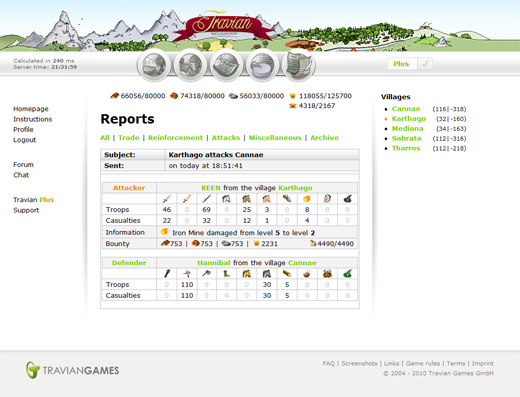 Travian
Calculated in 240 ms
Server time: 21:31:59
Plus
66056/80000 74318/80000 56033/80000 118055/125700
4318/2167
Homepage
Instructions
Profile
Logout
Forum
Chat
Travian Plus
Support
Reports
All | Trade | Reinforcement | Attacks | Miscellaneous | Archive
Subject: Karthago attacks Cannae
Sent: on today at 18:51:41
Attacker KEEN from the village Karthago
Troops 46 0 69 0 25 3 0 8 0 0
Casualties 22 0 32 0 12 1 0 4 0 0
Information Iron Mine damaged from level 5 to level 2
Bounty 753 | 753 | 753 | 2231 4490/4490
Defender Hannibal from the village Cannae
Troops 0 110 0 0 0 30 5 0 0 0
Casualties 0 110 0 0 0 30 5 0 0 0
Villages
Cannae (116|-318)
Karthago (32|-160)
Mediana (34|-163)
Sabrata (112|-218)
Tharros (112|-218)
TRAVIANGAMES
FAQ | Screenshots | Links | Game rules | Terms | Imprint
© 2004 - 2010 Travian Games GmbH